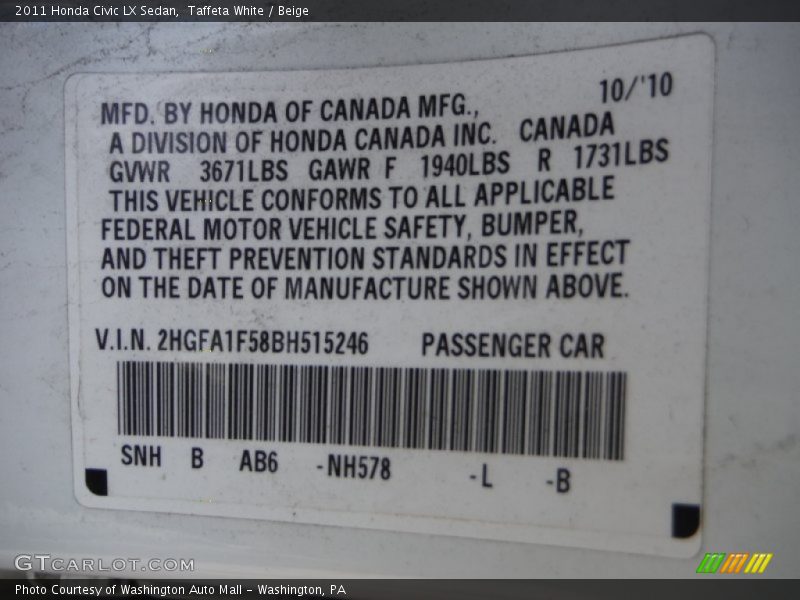 2011 Honda Civic LX Sedan,  Taffeta White / Beige
10/'10
MFD. BY HONDA OF CANADA MFG.,
A DIVISION OF HONDA CANADA INC.  CANADA
GVWR  3671LBS  GAWR F  1940LBS  R  1731LBS
THIS VEHICLE CONFORMS TO ALL APPLICABLE
FEDERAL MOTOR VEHICLE SAFETY, BUMPER,
AND THEFT PREVENTION STANDARDS IN EFFECT
ON THE DATE OF MANUFACTURE SHOWN ABOVE.
V.I.N. 2HGFA1F58BH515246  PASSENGER CAR
SNH  B  AB6  -NH578  -L  -B
GTCARLOT.COM
Photo Courtesy of Washington Auto Mall - Washington, PA